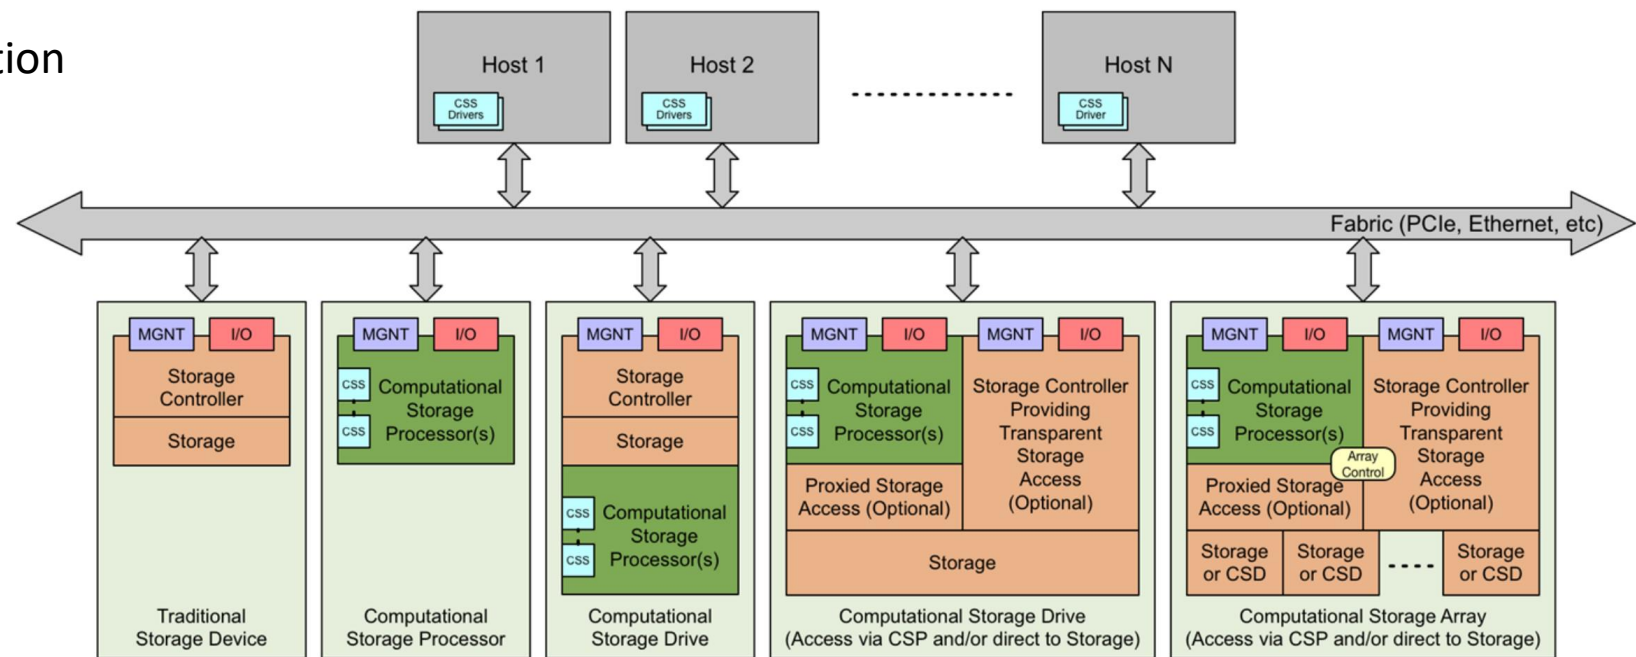 tion
Host 1
CSS
Drivers
Host 2
CSS
Drivers
Host N
CSS
Driver
Fabric (PCIe, Ethernet, etc)
MGNT
I/O
Storage
Controller
Storage
Traditional
Storage Device
MGNT
I/O
CSS
CSS
Computational
Storage
Processor(s)
Computational
Storage Processor
MGNT
I/O
Storage
Controller
Storage
CSS
CSS
Computational
Storage
Processor(s)
Computational
Storage Drive
MGNT
I/O
CSS
CSS
Computational
Storage
Processor(s)
Proxied Storage
Access (Optional)
MGNT
I/O
Storage Controller
Providing
Transparent
Storage
Access
(Optional)
Storage
Computational Storage Drive
(Access via CSP and/or direct to Storage)
MGNT
I/O
CSS
CSS
Computational
Storage
Processor(s)
Array
Control
Proxied Storage
Access (Optional)
MGNT
I/O
Storage Controller
Providing
Transparent
Storage
Access
(Optional)
Storage
or CSD
Storage
or CSD
Storage
or CSD
Computational Storage Array
(Access via CSP and/or direct to Storage)